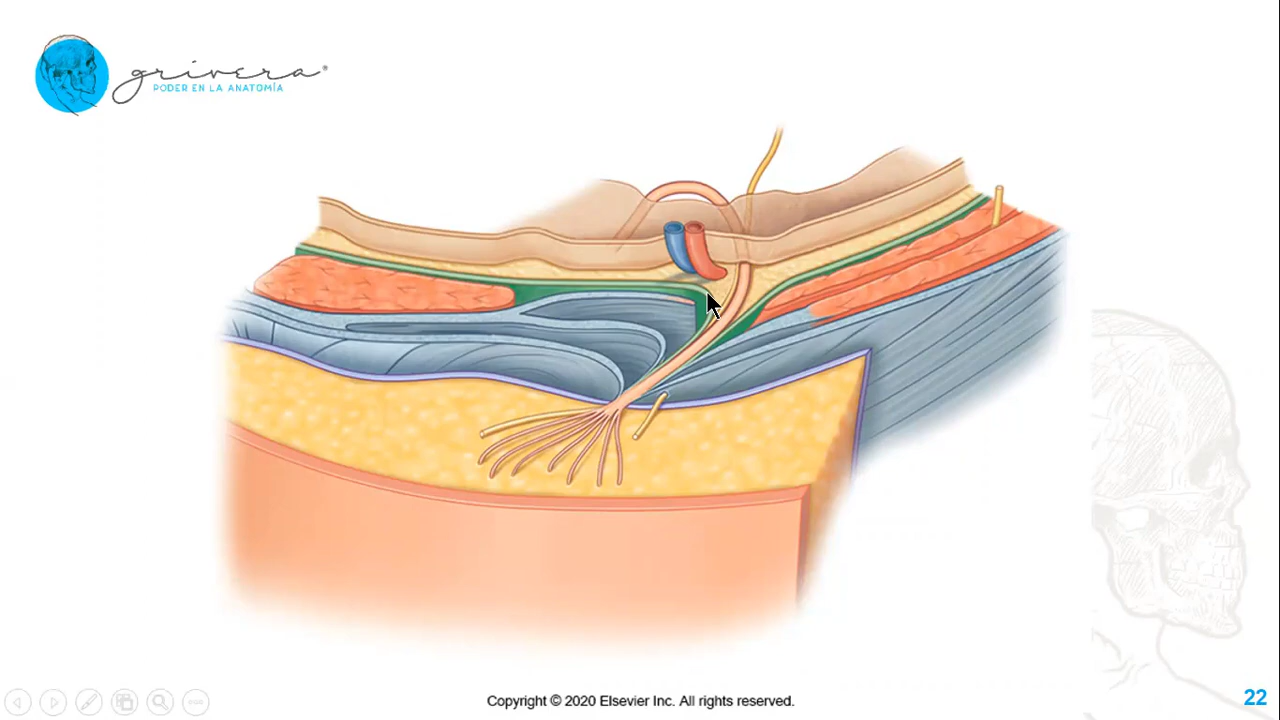 grivera®
PODER EN LA ANATOMÍA
Copyright © 2020 Elsevier Inc. All rights reserved.
22